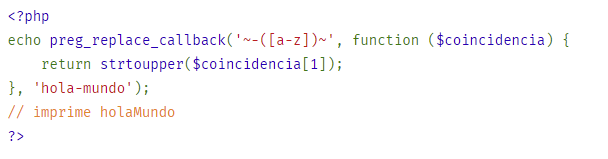 <?php
echo preg_replace_callback('~-([a-z])~', function ($coincidencia) {
    return strtoupper($coincidencia[1]);
}, 'hola-mundo');
// imprime holaMundo
?>